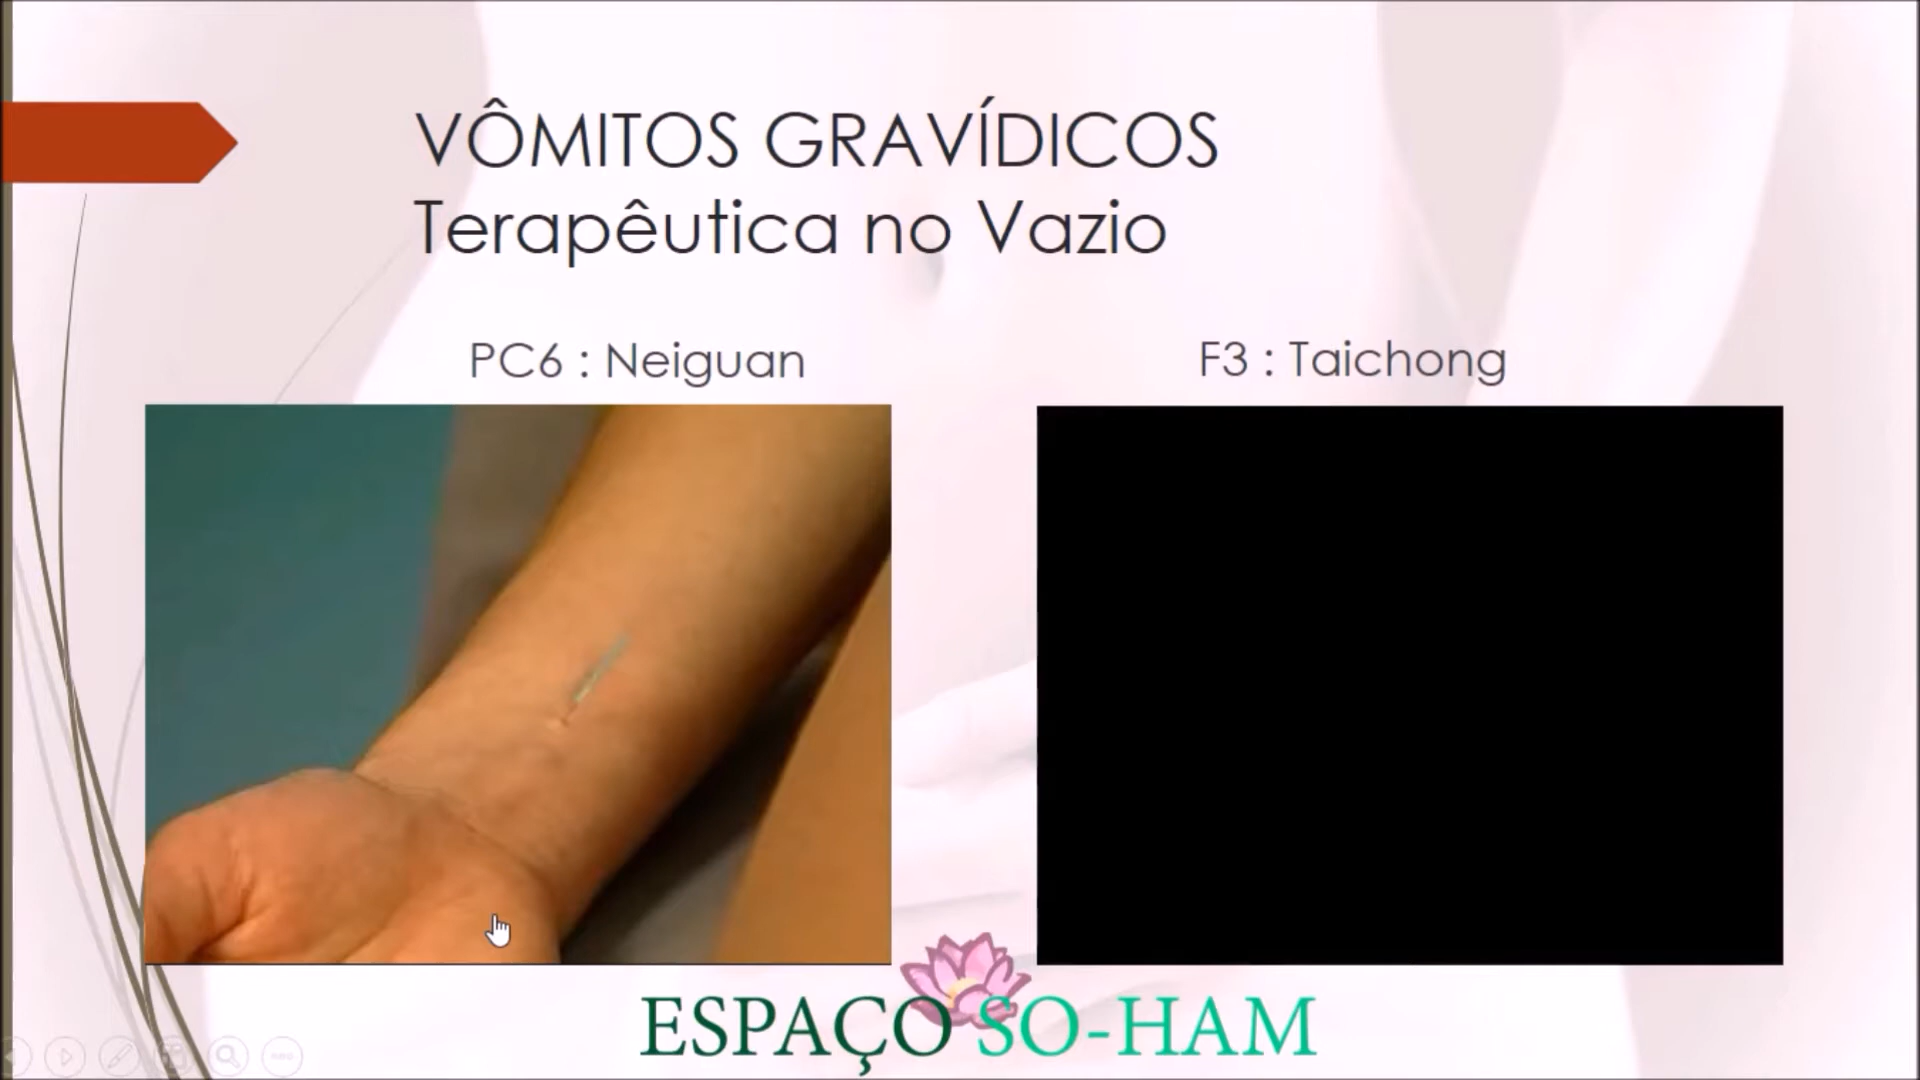 VÔMITOS GRAVÍDICOS
Terapêutica no Vazio
PC6 : Neiguan
F3 : Taichong
ESPAÇO SO-HAM